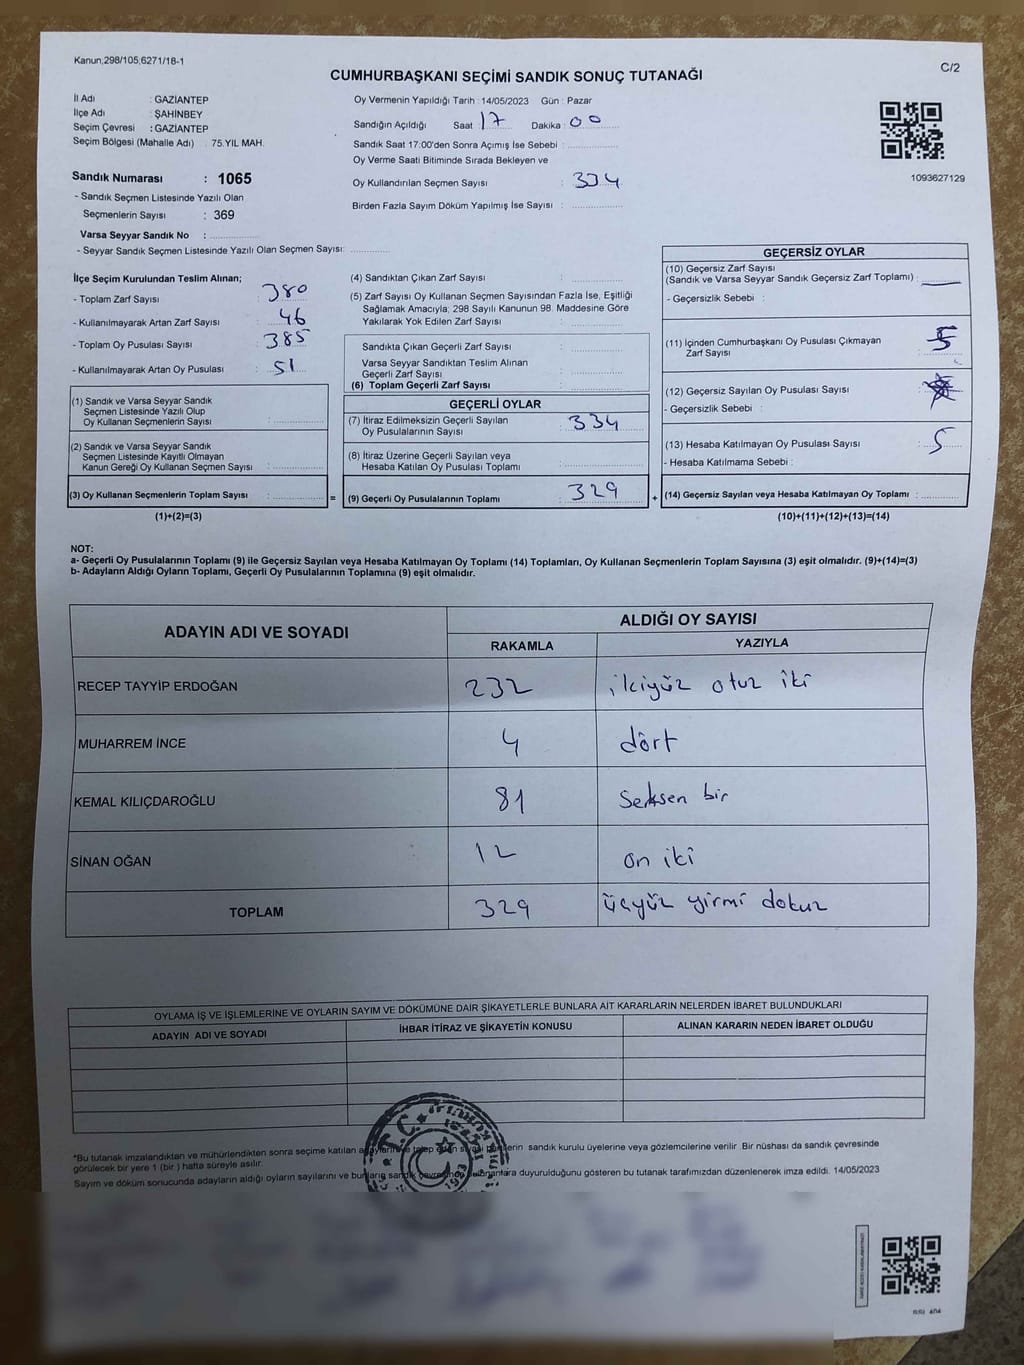 Kanun,298/105,6271/18-1
C/2
CUMHURBAŞKANI SEÇİMİ SANDIK SONUÇ TUTANAĞI
İl Adı : GAZİANTEP
İlçe Adı : ŞAHİNBEY
Seçim Çevresi : GAZİANTEP
Seçim Bölgesi (Mahalle Adı) 75.YIL MAH.
Oy Vermenin Yapıldığı Tarih : 14/05/2023 Gün : Pazar
Sandığın Açıldığı Saat 17 Dakika : 00
Sandık Saat 17:00'den Sonra Açımış İse Sebebi :
Oy Verme Saati Bitiminde Sırada Bekleyen ve
Oy Kullandırılan Seçmen Sayısı : 334
Birden Fazla Sayım Döküm Yapılmış İse Sayısı :
1093627129
Sandık Numarası : 1065
- Sandık Seçmen Listesinde Yazılı Olan
Seçmenlerin Sayısı : 369
Varsa Seyyar Sandık No :
- Seyyar Sandık Seçmen Listesinde Yazılı Olan Seçmen Sayısı:
İlçe Seçim Kurulundan Teslim Alınan;
- Toplam Zarf Sayısı : 380
- Kullanılmayarak Artan Zarf Sayısı : 46
- Toplam Oy Pusulası Sayısı : 385
- Kullanılmayarak Artan Oy Pusulası : 51
(1) Sandık ve Varsa Seyyar Sandık
Seçmen Listesinde Yazılı Olup
Oy Kullanan Seçmenlerin Sayısı :
(2) Sandık ve Varsa Seyyar Sandık
Seçmen Listesinde Kayıtlı Olmayan
Kanun Gereği Oy Kullanan Seçmen Sayısı :
(3) Oy Kullanan Seçmenlerin Toplam Sayısı : =
(1)+(2)=(3)
(4) Sandıktan Çıkan Zarf Sayısı :
(5) Zarf Sayısı Oy Kullanan Seçmen Sayısından Fazla İse, Eşitliği
Sağlamak Amacıyla; 298 Sayılı Kanunun 98. Maddesine Göre
Yakılarak Yok Edilen Zarf Sayısı :
Sandıkta Çıkan Geçerli Zarf Sayısı :
Varsa Seyyar Sandıktan Teslim Alınan
Geçerli Zarf Sayısı :
(6) Toplam Geçerli Zarf Sayısı :
GEÇERLİ OYLAR
(7) İtiraz Edilmeksizin Geçerli Sayılan
Oy Pusulalarının Sayısı : 334
(8) İtiraz Üzerine Geçerli Sayılan veya
Hesaba Katılan Oy Pusulası Toplamı :
(9) Geçerli Oy Pusulalarının Toplamı : 329 +
GEÇERSİZ OYLAR
(10) Geçersiz Zarf Sayısı
(Sandık ve Varsa Seyyar Sandık Geçersiz Zarf Toplamı) :
- Geçersizlik Sebebi :
(11) İçinden Cumhurbaşkanı Oy Pusulası Çıkmayan
Zarf Sayısı :
(12) Geçersiz Sayılan Oy Pusulası Sayısı :
- Geçersizlik Sebebi :
(13) Hesaba Katılmayan Oy Pusulası Sayısı : 5
- Hesaba Katılmama Sebebi :
(14) Geçersiz Sayılan veya Hesaba Katılmayan Oy Toplamı :
(10)+(11)+(12)+(13)=(14)
NOT:
a- Geçerli Oy Pusulalarının Toplamı (9) ile Geçersiz Sayılan veya Hesaba Katılmayan Oy Toplamı (14) Toplamları, Oy Kullanan Seçmenlerin Toplam Sayısına (3) eşit olmalıdır. (9)+(14)=(3)
b- Adayların Aldığı Oyların Toplamı, Geçerli Oy Pusulalarının Toplamına (9) eşit olmalıdır.
ADAYIN ADI VE SOYADI
ALDIĞI OY SAYISI
RAKAMLA YAZIYLA
RECEP TAYYİP ERDOĞAN 232 ikiyüz otuz iki
MUHARREM İNCE 4 dört
KEMAL KILIÇDAROĞLU 81 Seksen bir
SİNAN OĞAN 12 on iki
TOPLAM 329 üçyüz yirmi dokuz
OYLAMA İŞ VE İŞLEMLERİNE VE OYLARIN SAYIM VE DÖKÜMÜNE DAİR ŞİKAYETLERLE BUNLARA AİT KARARLARIN NELERDEN İBARET BULUNDUKLARI
ADAYIN ADI VE SOYADI İHBAR İTİRAZ VE ŞİKAYETİN KONUSU ALINAN KARARIN NEDEN İBARET OLDUĞU
T.C.
*Bu tutanak imzalandıktan ve mühürlendikten sonra seçime katılan sandık kurulu üyelerine veya gözlemcilerine verilir. Bir nüshası da sandık çevresinde
görülecek bir yere 1 (bir ) hafta süreyle asılır.
Sayım ve döküm sonucunda adayların aldığı oyların sayılarını ve duyurulduğunu gösteren bu tutanak tarafımızdan düzenlenerek imza edildi. 14/05/2023